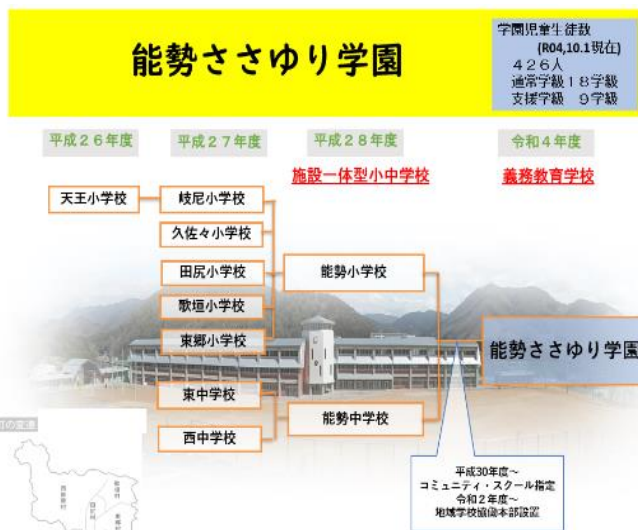 能勢ささゆり学園
学園児童生徒数
(R04,10.1現在)
426人
通常学級18学級
支援学級 9学級
平成26年度
平成27年度
平成28年度
令和4年度
施設一体型小中学校
義務教育学校
天王小学校
岐尼小学校
久佐々小学校
田尻小学校
能勢小学校
歌垣小学校
東郷小学校
能勢ささゆり学園
東中学校
能勢中学校
西中学校
平成30年度~
コミュニティ・スクール指定
令和2年度~
地域学校協働本部設置